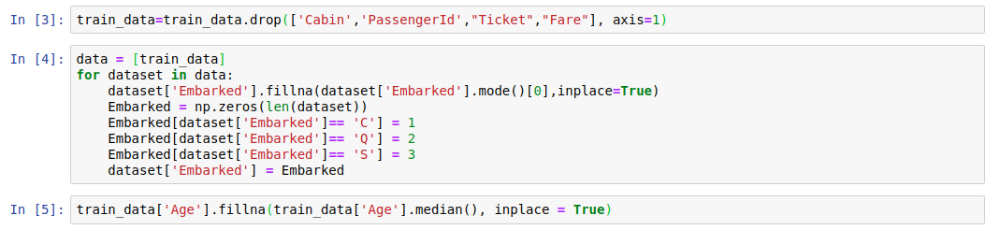 In [3]: train_data=train_data.drop(['Cabin','PassengerId',"Ticket","Fare"], axis=1)
In [4]: data = [train_data]
for dataset in data:
    dataset['Embarked'].fillna(dataset['Embarked'].mode()[0],inplace=True)
    Embarked = np.zeros(len(dataset))
    Embarked[dataset['Embarked']== 'C'] = 1
    Embarked[dataset['Embarked']== 'Q'] = 2
    Embarked[dataset['Embarked']== 'S'] = 3
    dataset['Embarked'] = Embarked
In [5]: train_data['Age'].fillna(train_data['Age'].median(), inplace = True)